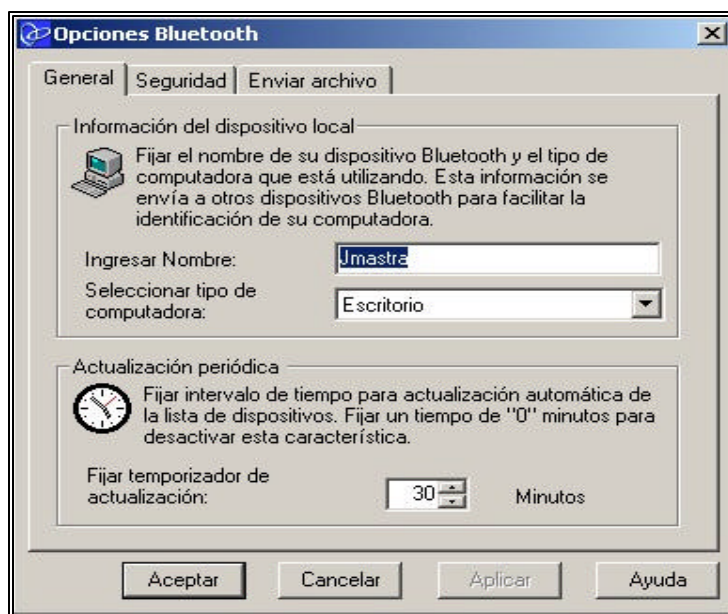 Opciones Bluetooth
General Seguridad Enviar archivo
Información del dispositivo local
Fijar el nombre de su dispositivo Bluetooth y el tipo de
computadora que está utilizando. Esta información se
envía a otros dispositivos Bluetooth para facilitar la
identificación de su computadora.
Ingresar Nombre: Jmastra
Seleccionar tipo de
computadora: Escritorio
Actualización periódica
Fijar intervalo de tiempo para actualización automática de
la lista de dispositivos. Fijar un tiempo de "0" minutos para
desactivar esta característica.
Fijar temporizador de
actualización: 30 Minutos
Aceptar Cancelar Aplicar Ayuda